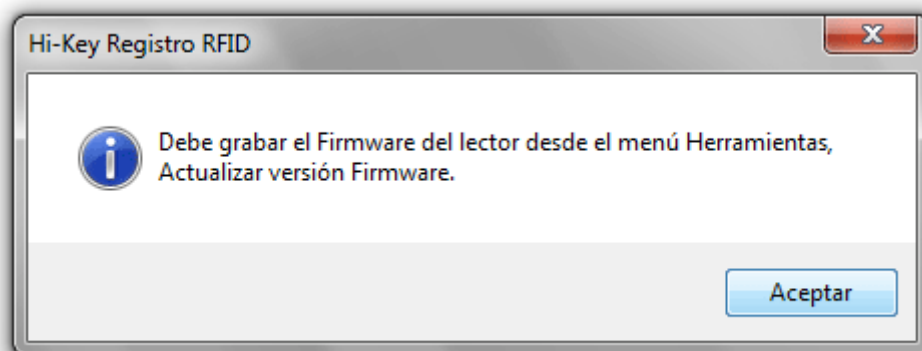 Hi-Key Registro RFID
Debe grabar el Firmware del lector desde el menú Herramientas,
Actualizar versión Firmware.
Aceptar